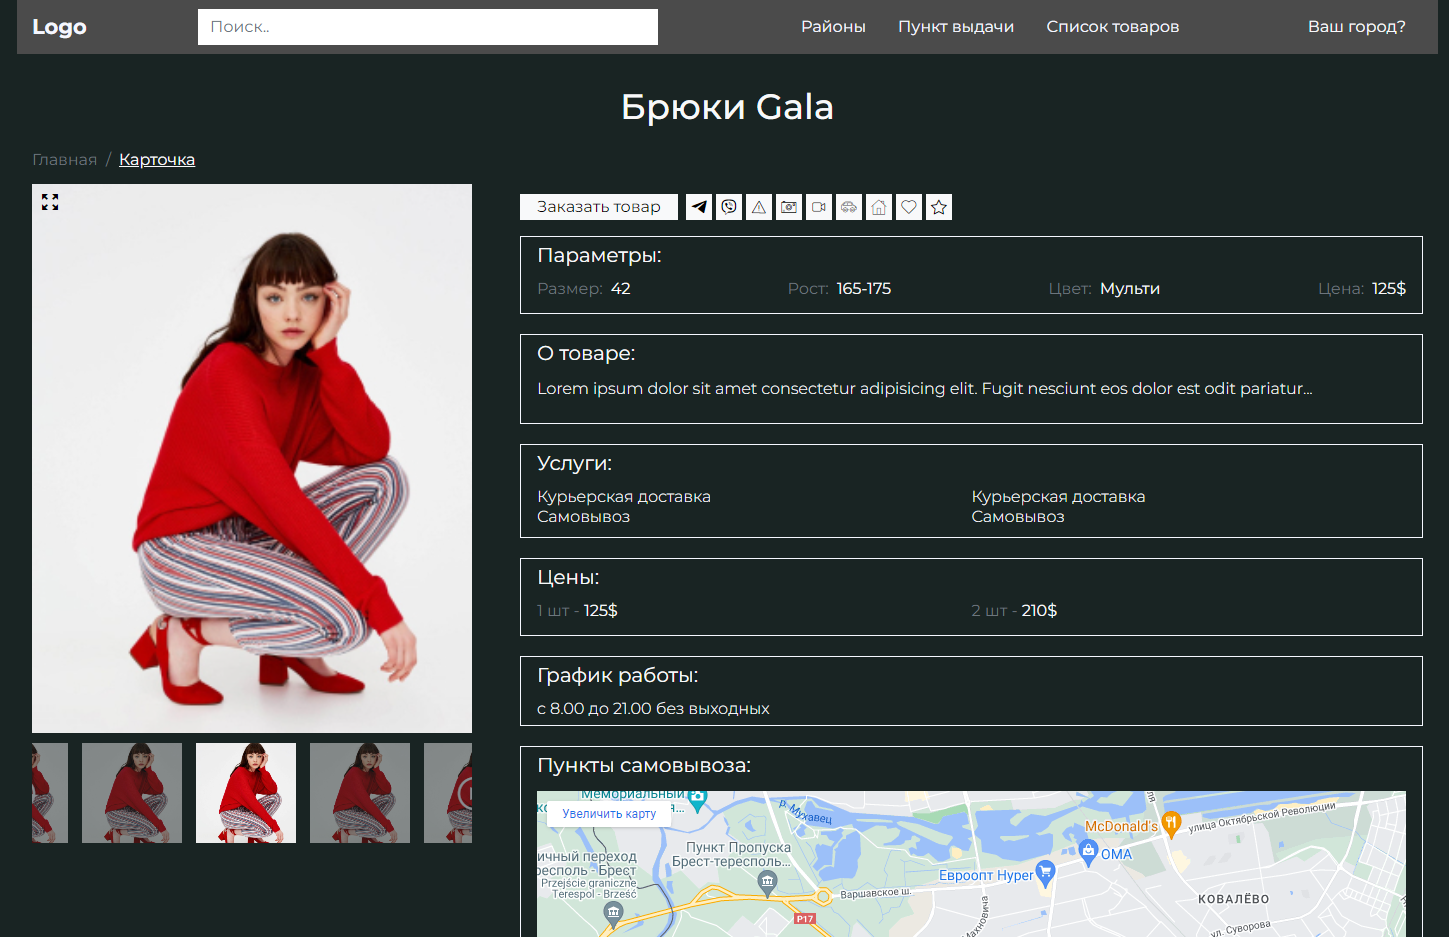 Logo
Поиск..
Районы
Пункт выдачи
Список товаров
Ваш город?
Брюки Gala
Главная / Карточка
Заказать товар
Параметры:
Размер: 42
Рост: 165-175
Цвет: Мульти
Цена: 125$
О товаре:
Lorem ipsum dolor sit amet consectetur adipisicing elit. Fugit nesciunt eos dolor est odit pariatur...
Услуги:
Курьерская доставка
Самовывоз
Курьерская доставка
Самовывоз
Цены:
1 шт - 125$
2 шт - 210$
График работы:
с 8.00 до 21.00 без выходных
Пункты самовывоза:
Мемориальный
Увеличить карту
р. Мухавец
McDonald's
улица Октябрьской Революции
Пункт Пропуска
Брест-тересполь...
 OMA
Евроопт Hyper
ичный переход
респоль - Брест
Przejście graniczne
Terespol - Brześć
Варшавское ш.
P17
КОВАЛЁВО
Махновича
ул. Суворова